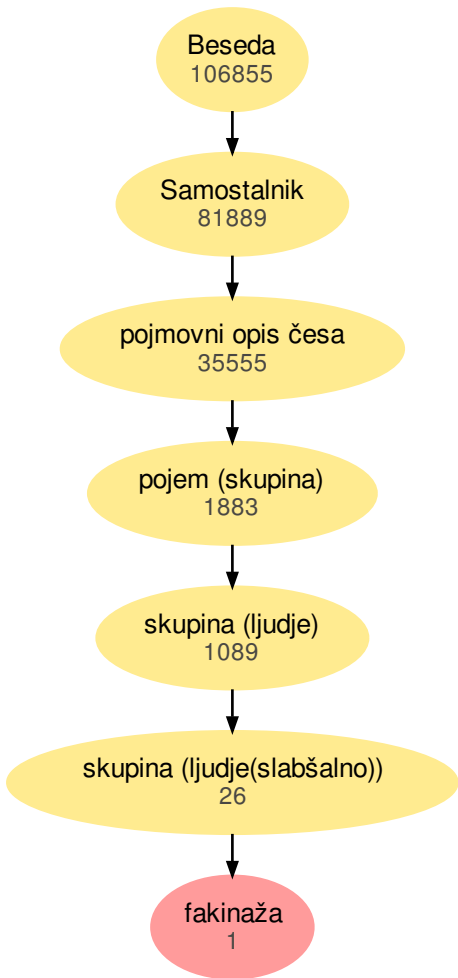 Beseda
106855
Samostalnik
81889
pojmovni opis česa
35555
pojem (skupina)
1883
skupina (ljudje)
1089
skupina (ljudje(slabšalno))
26
fakinaža
1